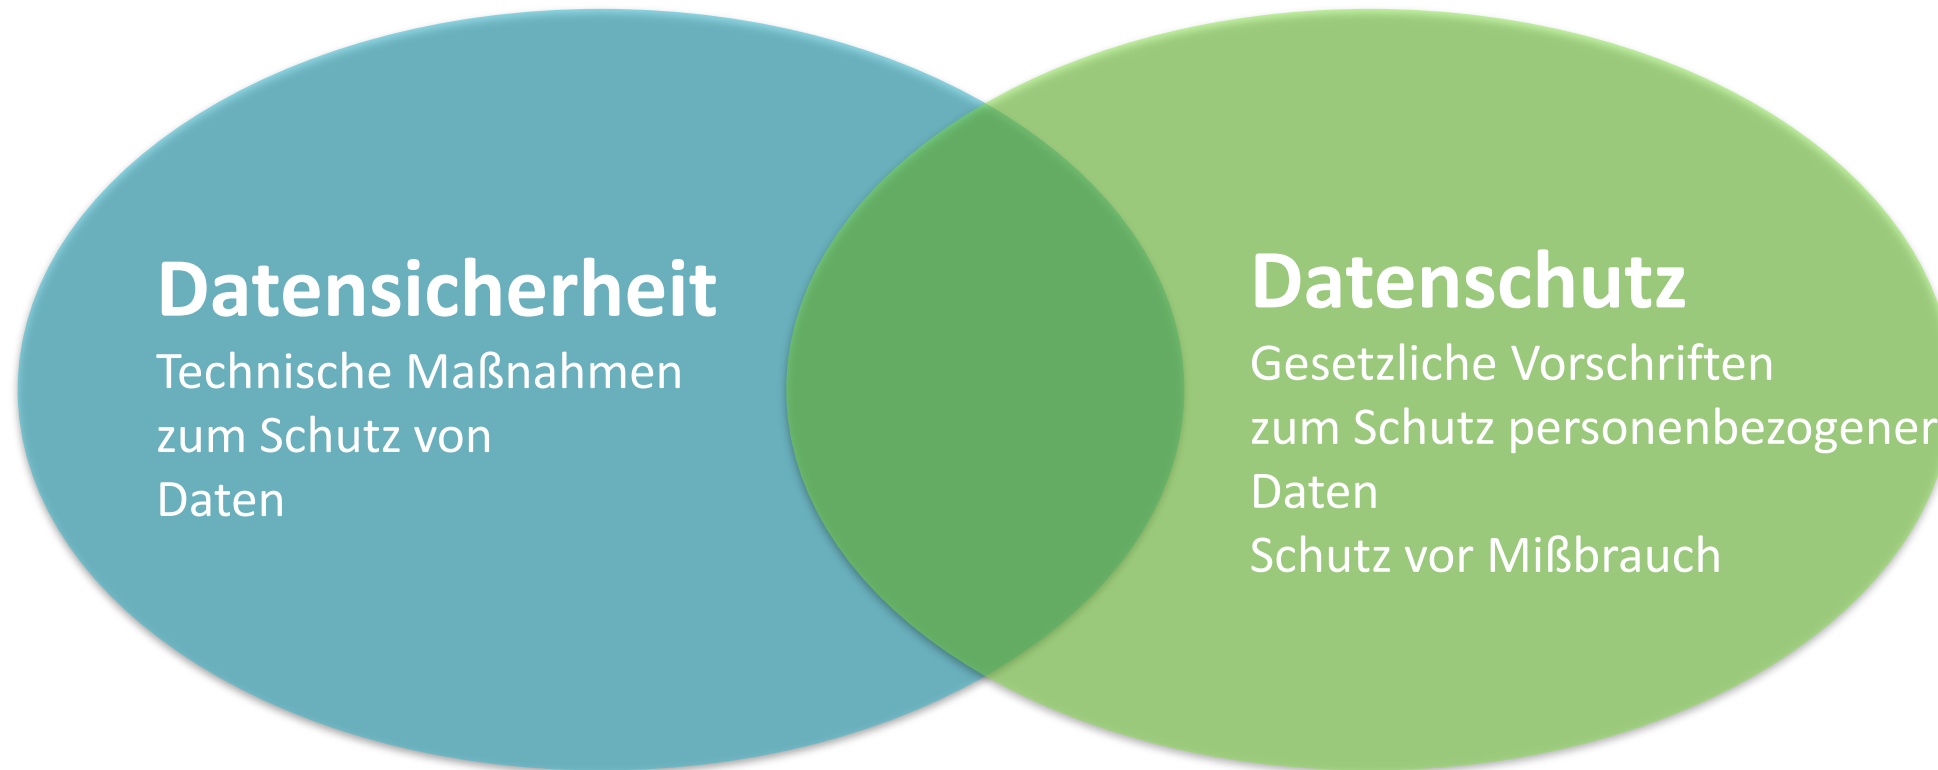 Datensicherheit
Technische Maßnahmen
zum Schutz von
Daten
Datenschutz
Gesetzliche Vorschriften
zum Schutz personenbezogener
Daten
Schutz vor Mißbrauch